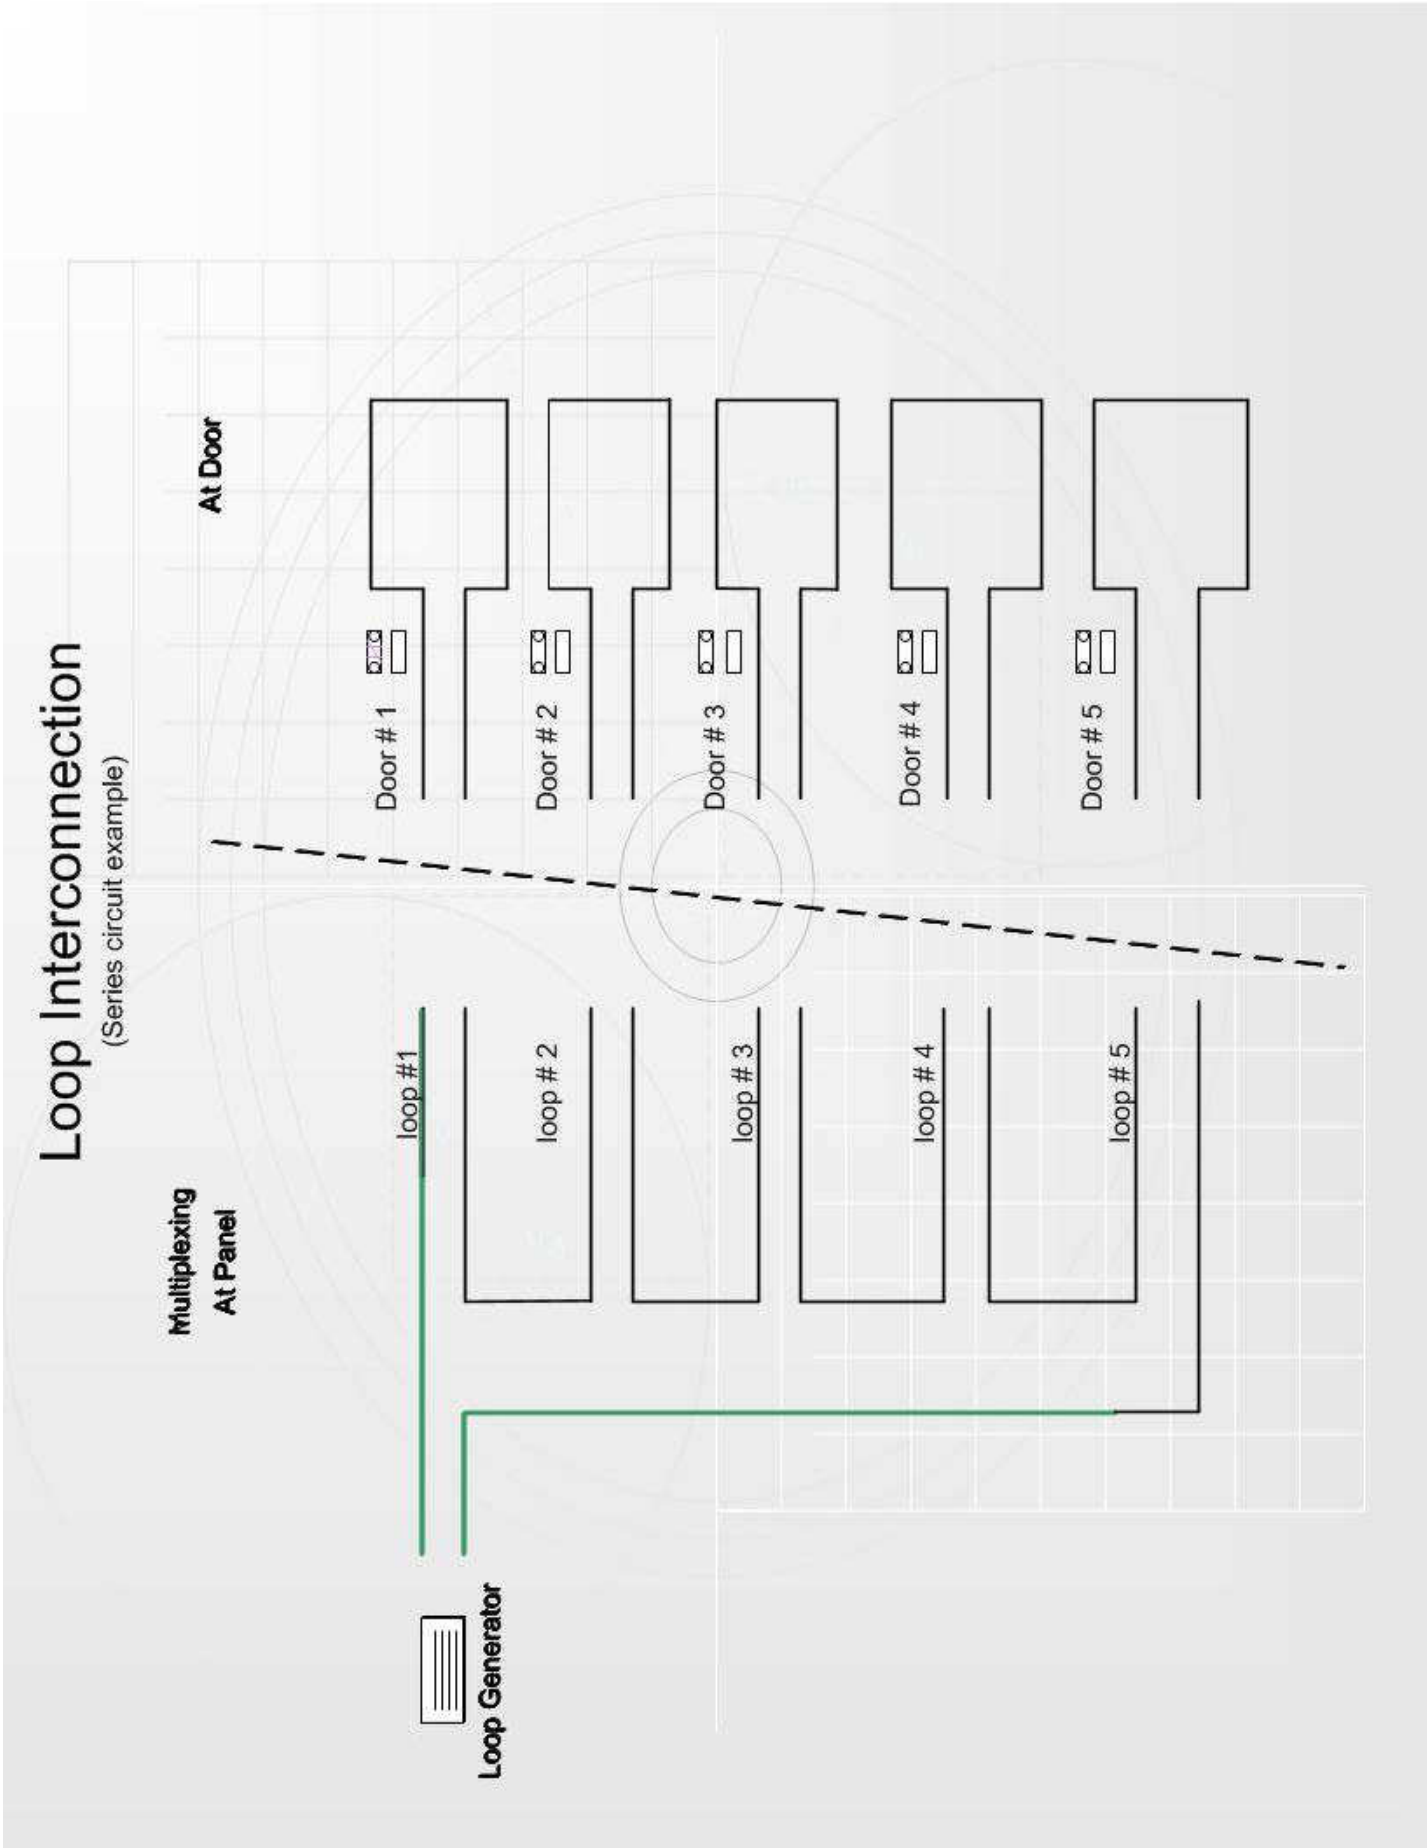 Loop Interconnection
(Series circuit example)
Multiplexing
At Panel
At Door
loop #1
Door # 1
loop # 2
Door # 2
loop # 3
Door # 3
loop # 4
Door # 4
loop # 5
Door # 5
Loop Generator